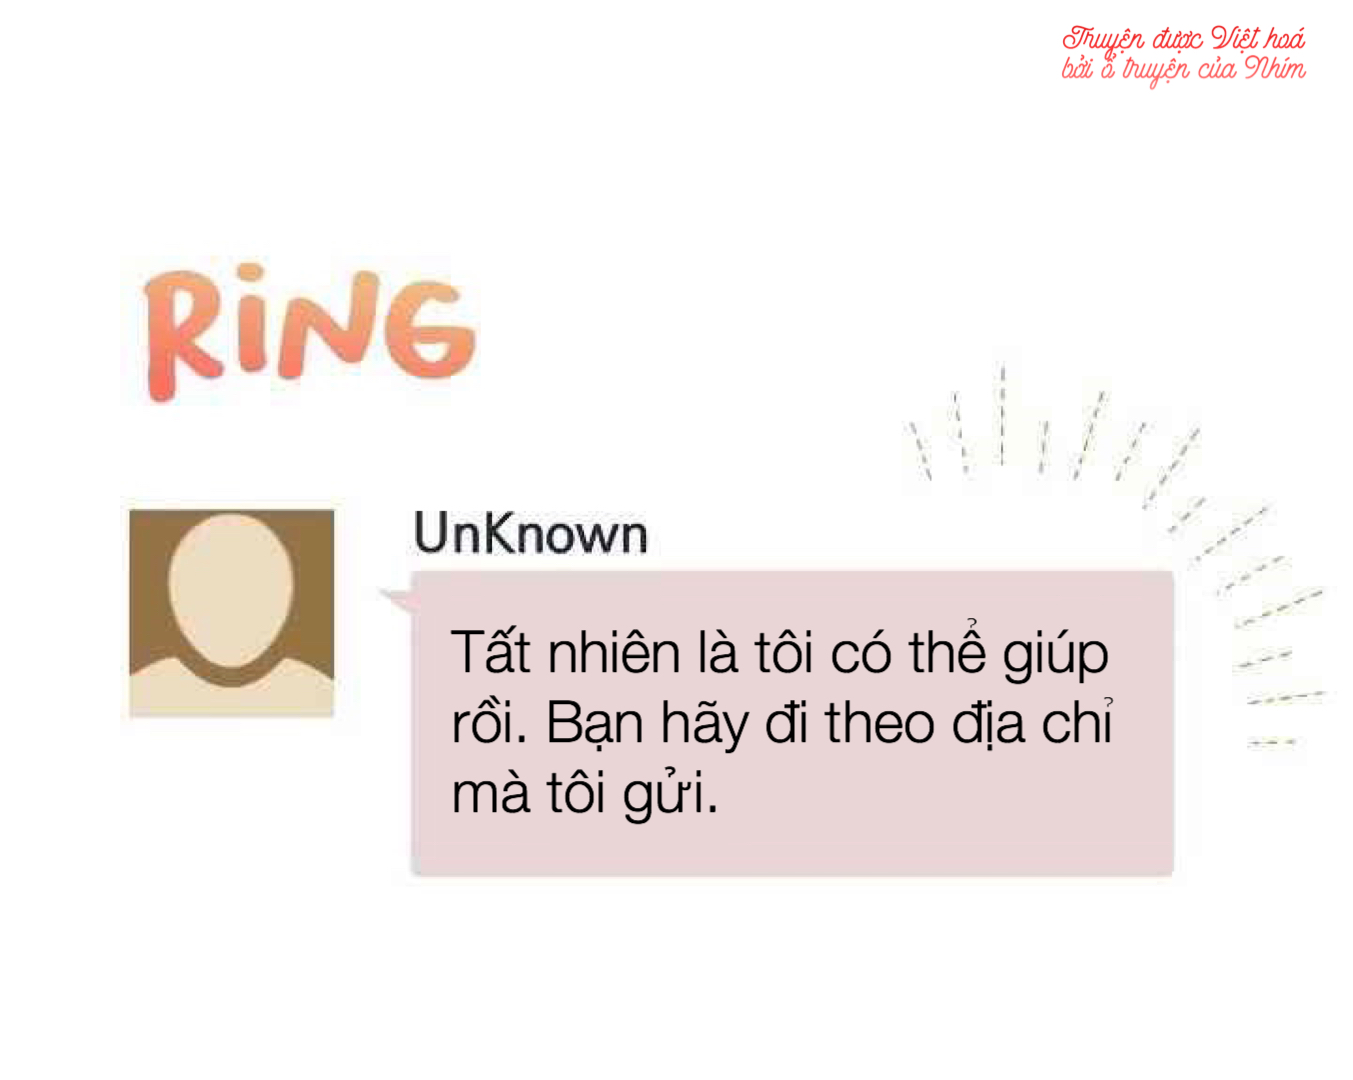 Truyện được Việt hoá
bởi ổ truyện của Nhím
RiNG
UnKnown
Tất nhiên là tôi có thể giúp
rồi. Bạn hãy đi theo địa chỉ
mà tôi gửi.